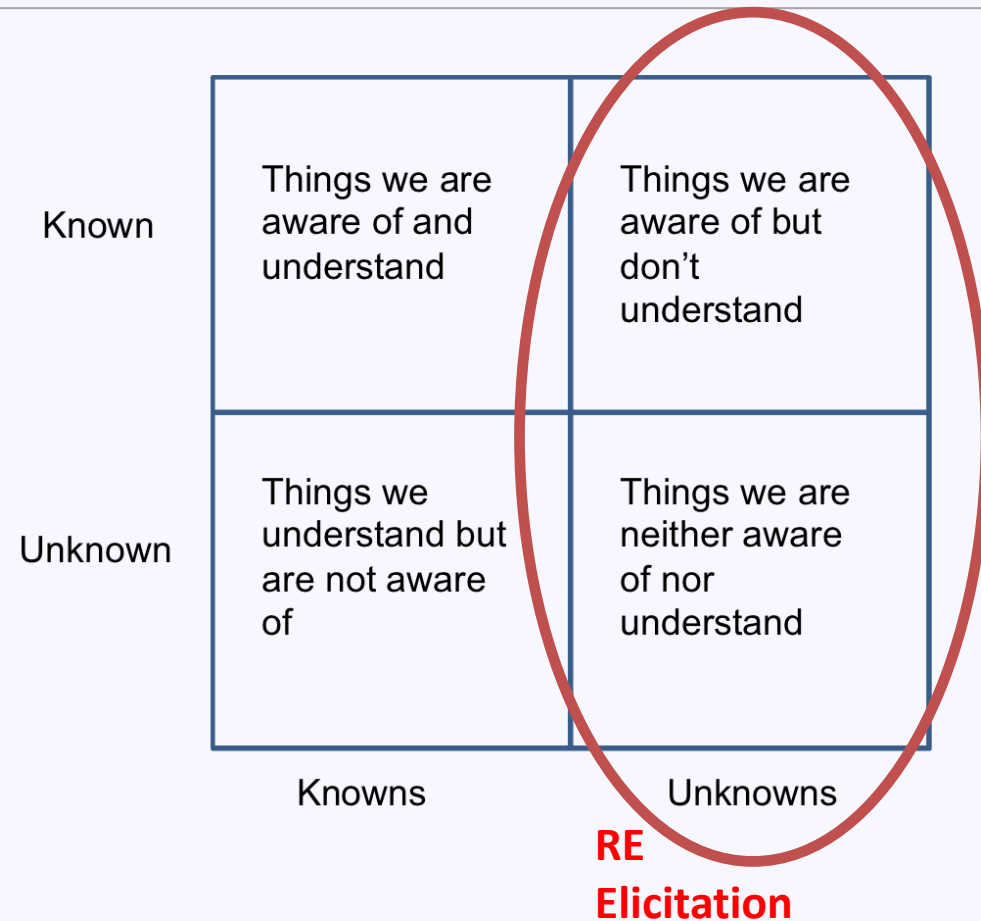 Known
Things we are
aware of and
understand
Things we are
aware of but
don’t
understand
Unknown
Things we
understand but
are not aware
of
Things we are
neither aware
of nor
understand
Knowns
Unknowns
RE
Elicitation